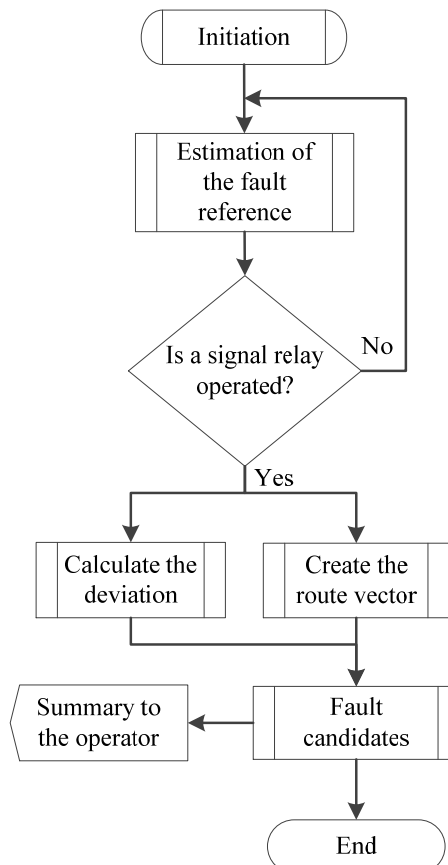 Initiation
Estimation of
the fault
reference
Is a signal relay
operated?
No
Yes
Calculate the
deviation
Create the
route vector
Summary to
the operator
Fault
candidates
End